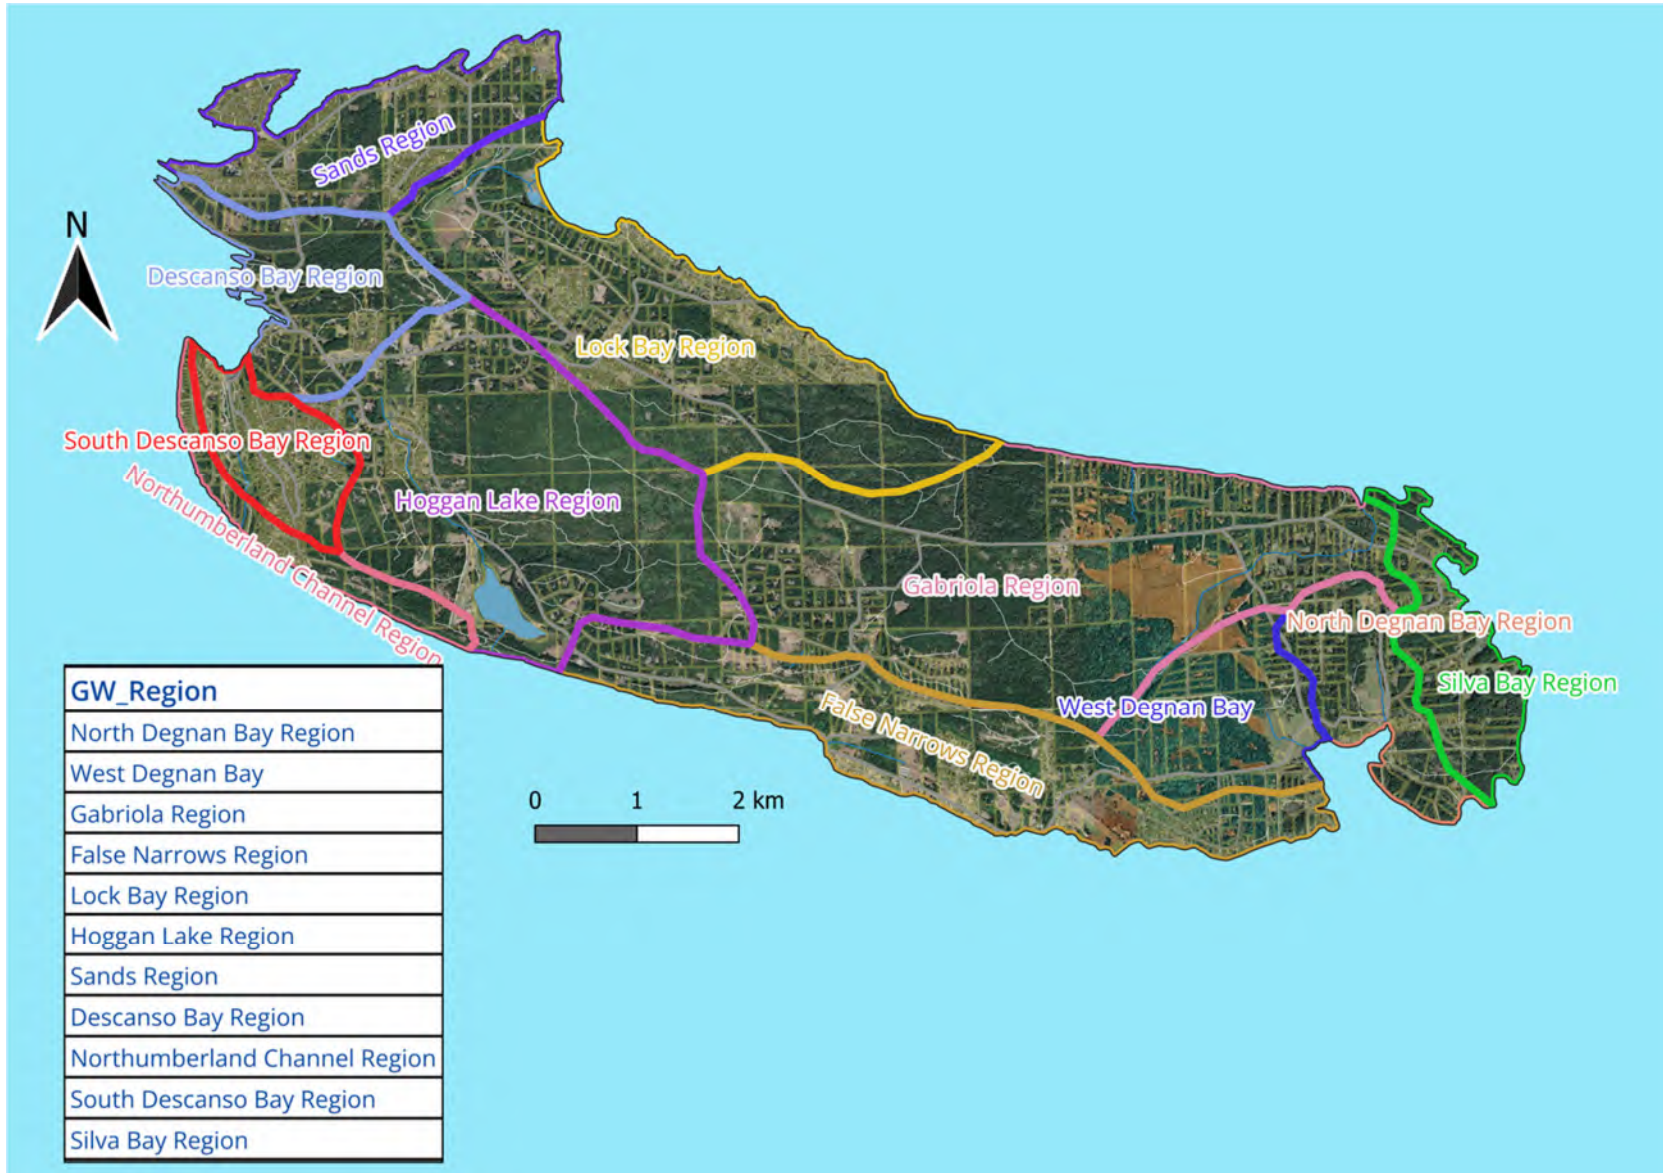 Sands Region
N
Descanso Bay Region
Lock Bay Region
South Descanso Bay Region
Northumberland Channel Region
Hoggan Lake Region
Gabriola Region
North Degnan Bay Region
Silva Bay Region
West Degnan Bay
False Narrows Region
0 1 2 km
GW_Region
North Degnan Bay Region
West Degnan Bay
Gabriola Region
False Narrows Region
Lock Bay Region
Hoggan Lake Region
Sands Region
Descanso Bay Region
Northumberland Channel Region
South Descanso Bay Region
Silva Bay Region